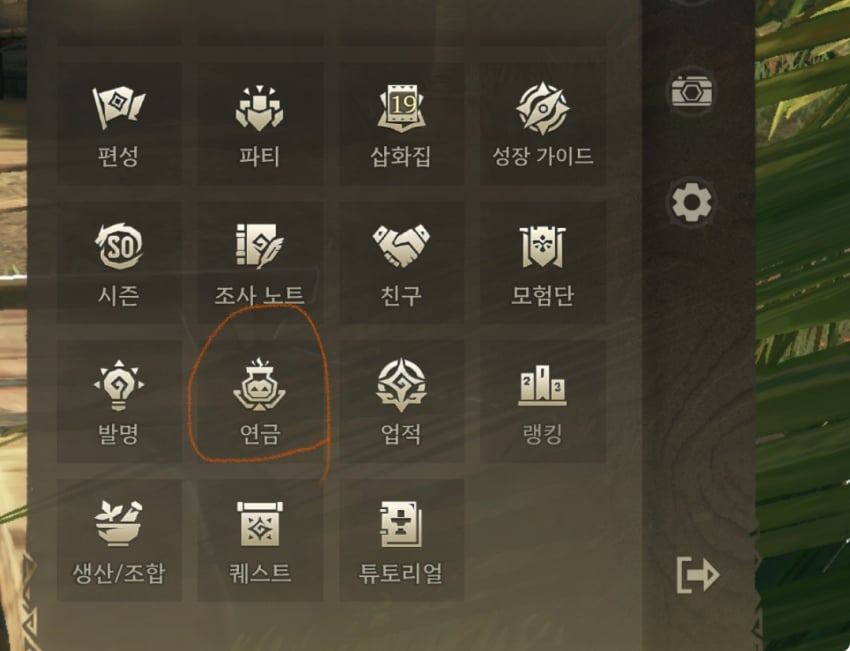 19
편성 파티 삽화집 성장 가이드
SO
시즌 조사 노트 친구 모험단
2 1 3
발명 연금 업적 랭킹
생산/조합 퀘스트 튜토리얼